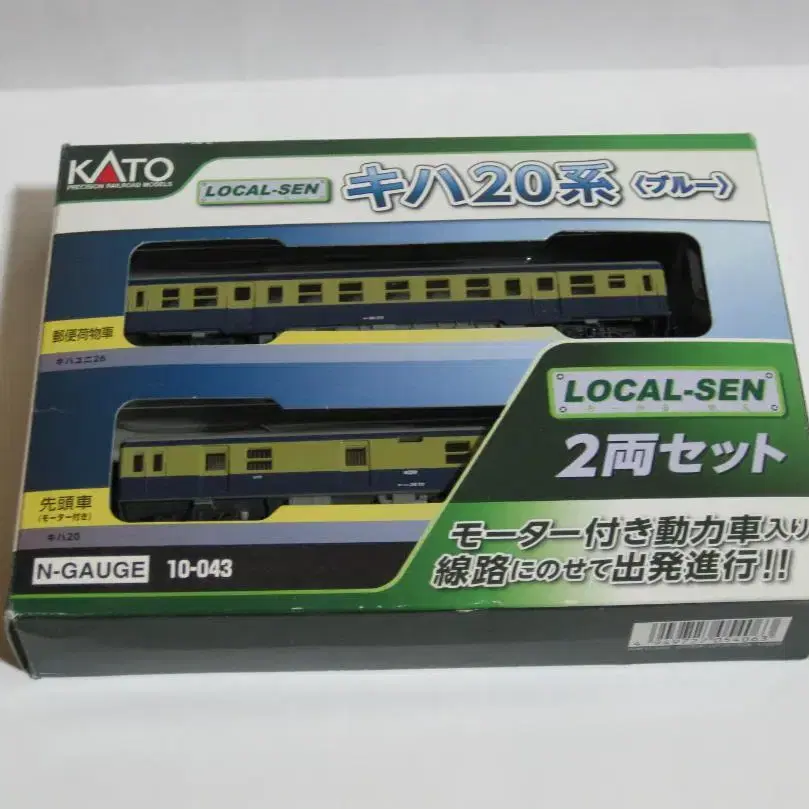 KATO
PRECISION RAILROAD MODELS
LOCAL-SEN
キハ20系〈ブルー〉
郵便荷物車
キハユニ26
LOCAL-SEN
2両セット
先頭車
(モーター付き)
キハ20
モーター付き動力車入り
線路にのせて出発進行!!
N-GAUGE 10-043